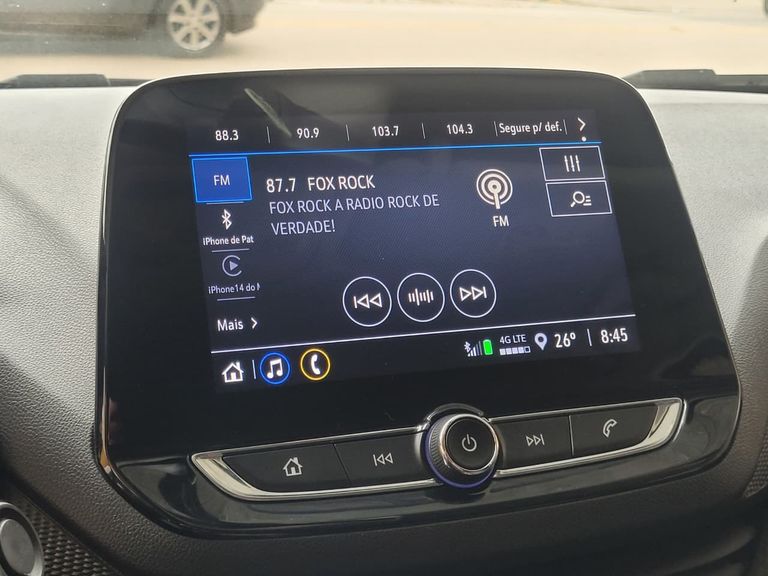 88.3 90.9 103.7 104.3 Segure p/ def.
FM
87.7 FOX ROCK
FOX ROCK A RADIO ROCK DE
VERDADE!
FM
iPhone de Pat
iPhone14 do
Mais
4G LTE
26° 8:45